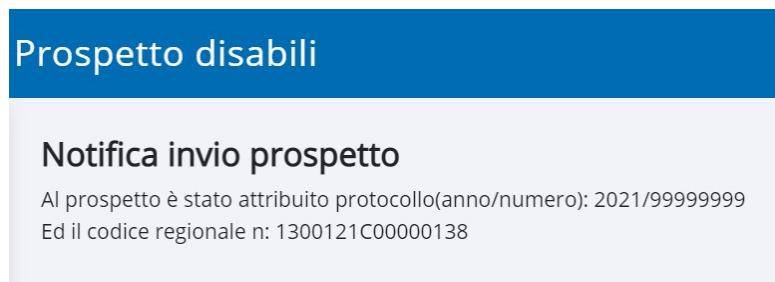 Prospetto disabili
Notifica invio prospetto
Al prospetto è stato attribuito protocollo(anno/numero): 2021/99999999
Ed il codice regionale n: 1300121C00000138